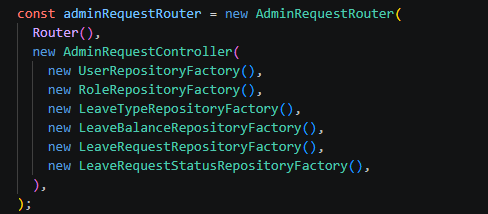 const adminRequestRouter = new AdminRequestRouter(
  Router(),
  new AdminRequestController(
    new UserRepositoryFactory(),
    new RoleRepositoryFactory(),
    new LeaveTypeRepositoryFactory(),
    new LeaveBalanceRepositoryFactory(),
    new LeaveRequestRepositoryFactory(),
    new LeaveRequestStatusRepositoryFactory(),
  ),
);